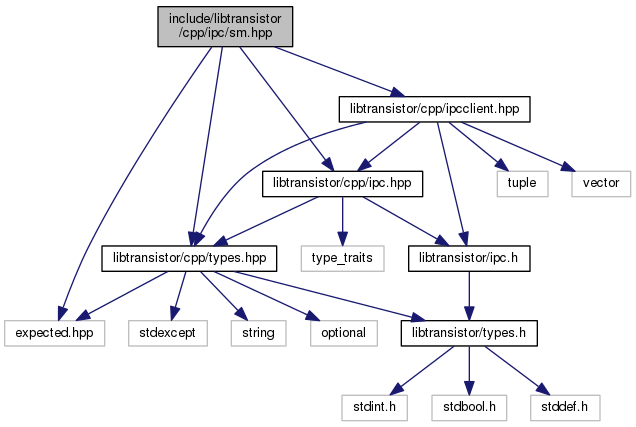 include/libtransistor
/cpp/ipc/sm.hpp
libtransistor/cpp/ipcclient.hpp
libtransistor/cpp/ipc.hpp
tuple
vector
libtransistor/cpp/types.hpp
type_traits
libtransistor/ipc.h
expected.hpp
stdexcept
string
optional
libtransistor/types.h
stdint.h
stdbool.h
stddef.h